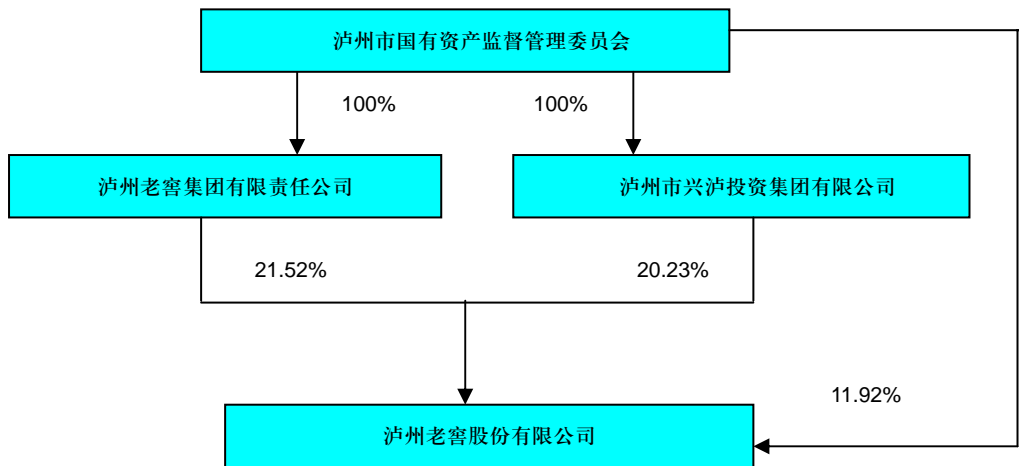 泸州市国有资产监督管理委员会
100%
100%
泸州老窖集团有限责任公司
泸州市兴泸投资集团有限公司
21.52%
20.23%
11.92%
泸州老窖股份有限公司